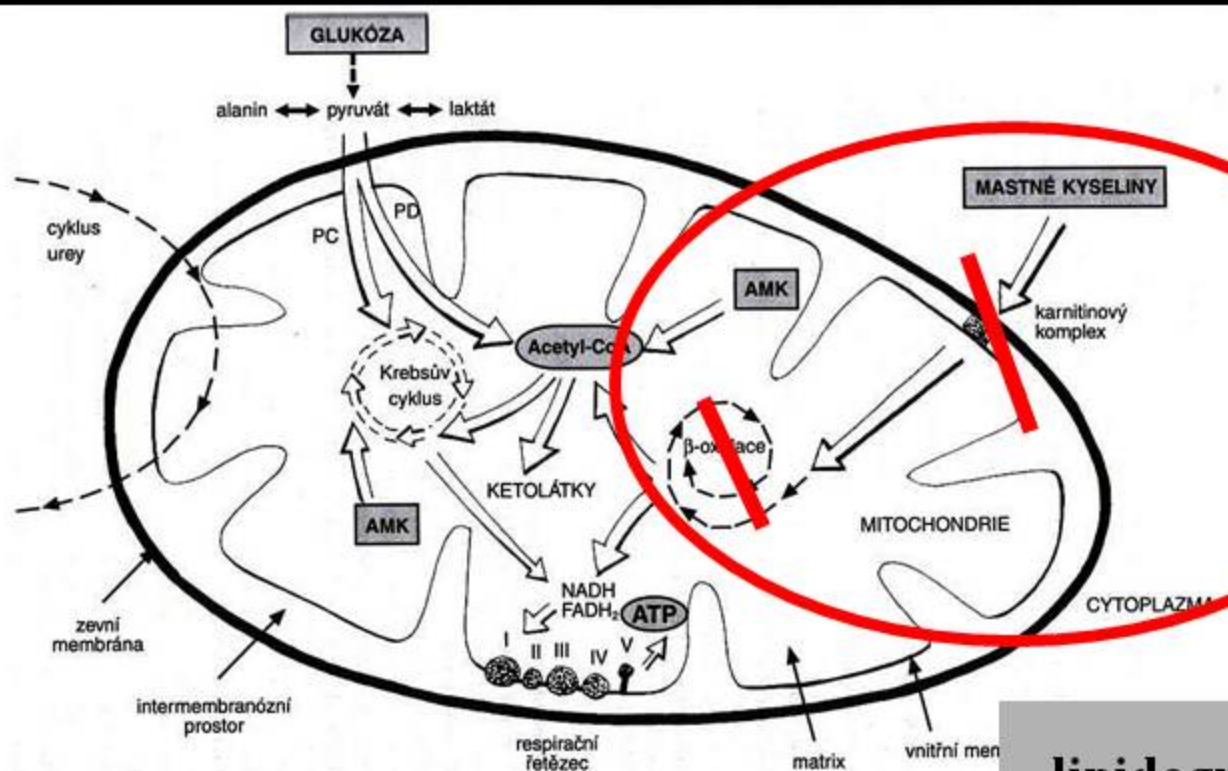 GLUKÓZA
alanin
pyruvát
laktát
MASTNÉ KYSELINY
cyklus
urey
PD
PC
AMK
karnitinový
komplex
Acetyl-CoA
Krebsův
cyklus
β-oxidace
KETOLÁTKY
AMK
MITOCHONDRIE
NADH
FADH₂
ATP
CYTOPLAZMA
zevní
membrána
I
II
III
IV
V
intermembranózní
prostor
respirační
řetězec
matrix
vnitřní